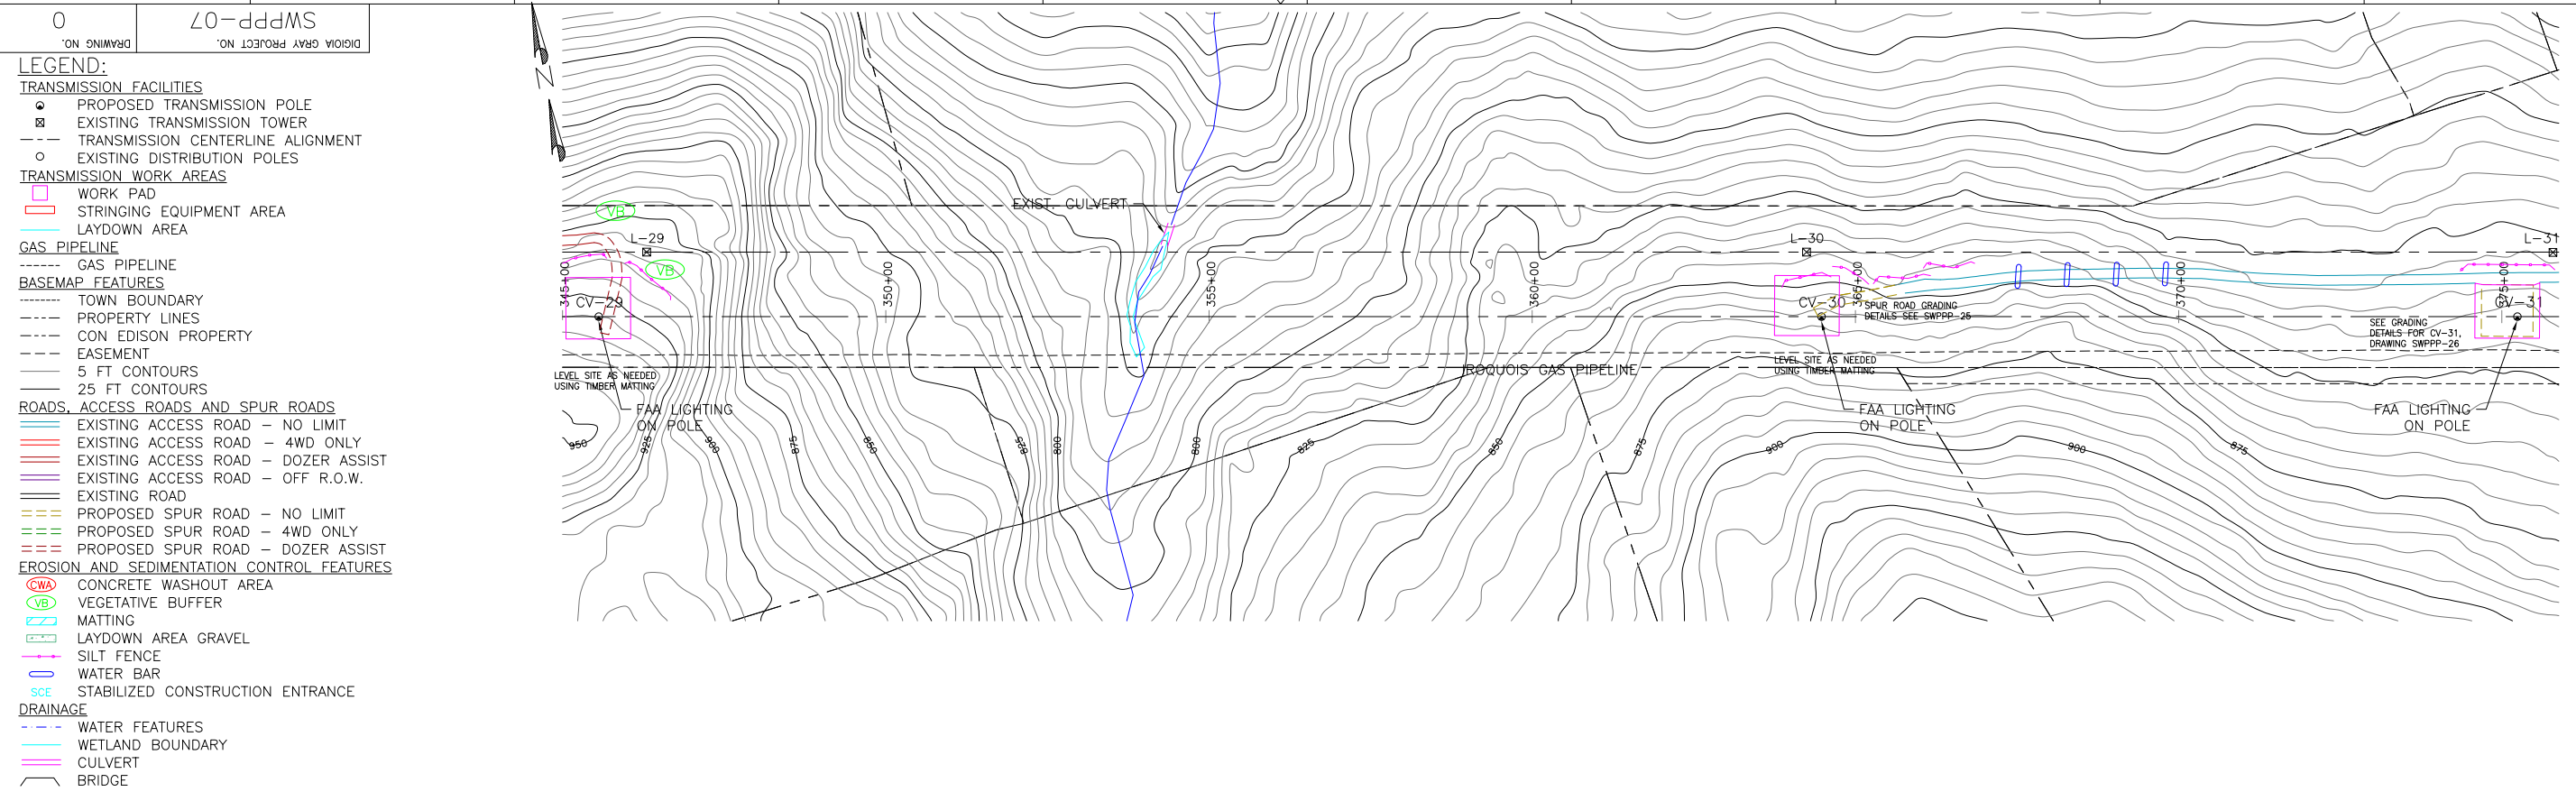 0
SWPPP-07
DRAWING NO.
DIGIOIA GRAY PROJECT NO.
LEGEND:
TRANSMISSION FACILITIES
PROPOSED TRANSMISSION POLE
EXISTING TRANSMISSION TOWER
TRANSMISSION CENTERLINE ALIGNMENT
EXISTING DISTRIBUTION POLES
TRANSMISSION WORK AREAS
WORK PAD
STRINGING EQUIPMENT AREA
LAYDOWN AREA
GAS PIPELINE
GAS PIPELINE
BASEMAP FEATURES
TOWN BOUNDARY
PROPERTY LINES
CON EDISON PROPERTY
EASEMENT
5 FT CONTOURS
25 FT CONTOURS
ROADS, ACCESS ROADS AND SPUR ROADS
EXISTING ACCESS ROAD – NO LIMIT
EXISTING ACCESS ROAD – 4WD ONLY
EXISTING ACCESS ROAD – DOZER ASSIST
EXISTING ACCESS ROAD – OFF R.O.W.
EXISTING ROAD
PROPOSED SPUR ROAD – NO LIMIT
PROPOSED SPUR ROAD – 4WD ONLY
PROPOSED SPUR ROAD – DOZER ASSIST
EROSION AND SEDIMENTATION CONTROL FEATURES
CWA CONCRETE WASHOUT AREA
VB VEGETATIVE BUFFER
MATTING
LAYDOWN AREA GRAVEL
SILT FENCE
WATER BAR
SCE STABILIZED CONSTRUCTION ENTRANCE
DRAINAGE
WATER FEATURES
WETLAND BOUNDARY
CULVERT
BRIDGE
N
VB
L-29
VB
345+00
CV-29
LEVEL SITE AS NEEDED
USING TIMBER MATTING
FAA LIGHTING
ON POLE
950
925
900
875
850
350+00
EXIST. CULVERT
825
800
355+00
800
825
360+00
IROQUOIS GAS PIPELINE
850
875
L-30
CV-30
365+00
SPUR ROAD GRADING
DETAILS SEE SWPPP-25
LEVEL SITE AS NEEDED
USING TIMBER MATTING
FAA LIGHTING
ON POLE
900
370+00
900
875
L-31
375+00
CV-31
SEE GRADING
DETAILS FOR CV-31,
DRAWING SWPPP-26
FAA LIGHTING
ON POLE